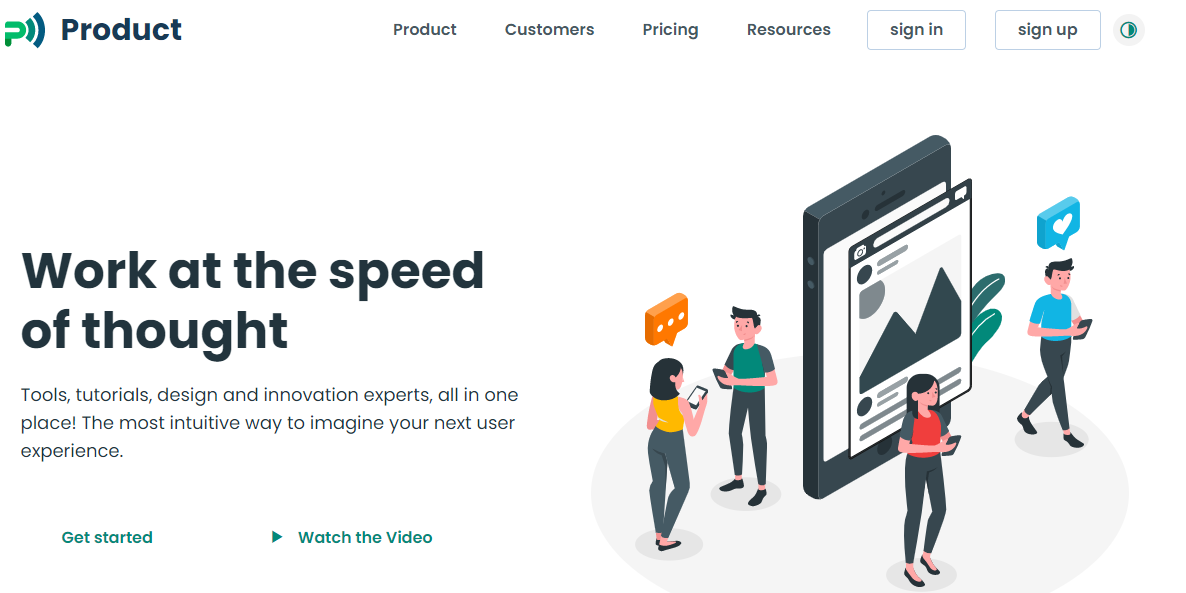 Product
Product Customers Pricing Resources sign in sign up
Work at the speed
of thought
Tools, tutorials, design and innovation experts, all in one
place! The most intuitive way to imagine your next user
experience.
Get started Watch the Video